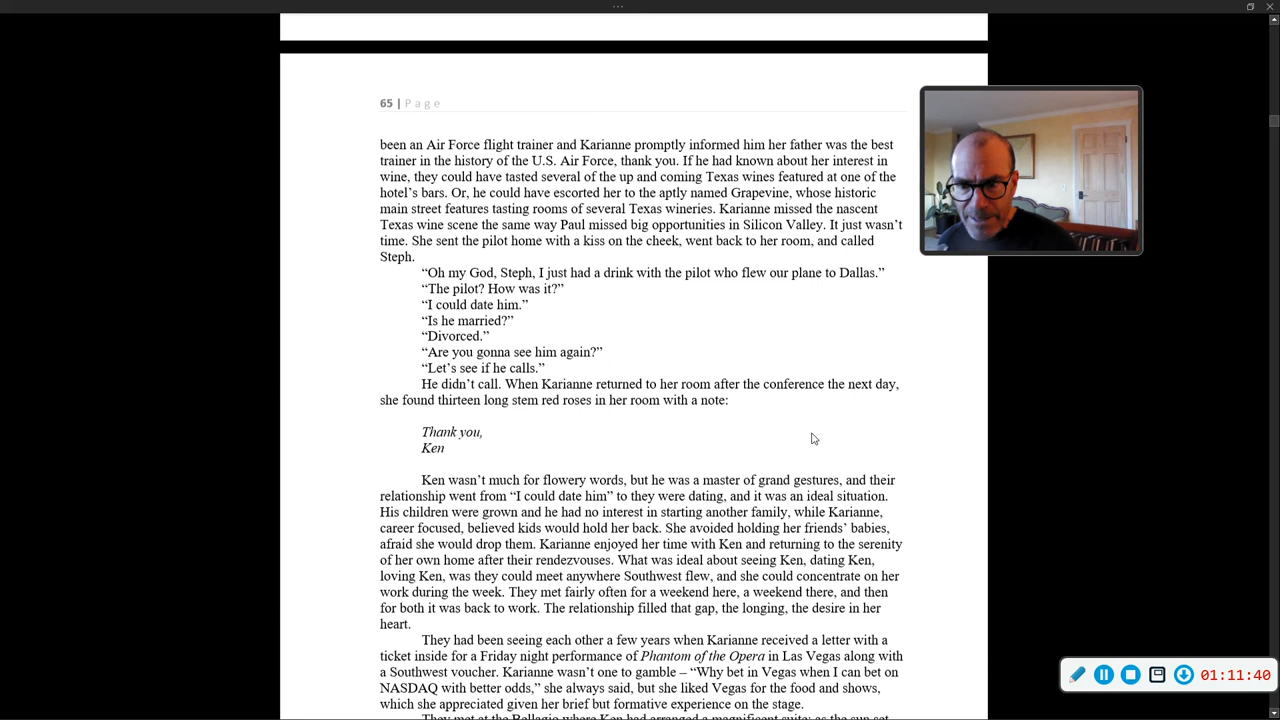 65 | Page
been an Air Force flight trainer and Karianne promptly informed him her father was the best
trainer in the history of the U.S. Air Force, thank you. If he had known about her interest in
wine, they could have tasted several of the up and coming Texas wines featured at one of the
hotel’s bars. Or, he could have escorted her to the aptly named Grapevine, whose historic
main street features tasting rooms of several Texas wineries. Karianne missed the nascent
Texas wine scene the same way Paul missed big opportunities in Silicon Valley. It just wasn’t
time. She sent the pilot home with a kiss on the cheek, went back to her room, and called
Steph.
“Oh my God, Steph, I just had a drink with the pilot who flew our plane to Dallas.”
“The pilot? How was it?”
“I could date him.”
“Is he married?”
“Divorced.”
“Are you gonna see him again?”
“Let’s see if he calls.”
He didn’t call. When Karianne returned to her room after the conference the next day,
she found thirteen long stem red roses in her room with a note:
Thank you,
Ken
Ken wasn’t much for flowery words, but he was a master of grand gestures, and their
relationship went from “I could date him” to they were dating, and it was an ideal situation.
His children were grown and he had no interest in starting another family, while Karianne,
career focused, believed kids would hold her back. She avoided holding her friends’ babies,
afraid she would drop them. Karianne enjoyed her time with Ken and returning to the serenity
of her own home after their rendezvouses. What was ideal about seeing Ken, dating Ken,
loving Ken, was they could meet anywhere Southwest flew, and she could concentrate on her
work during the week. They met fairly often for a weekend here, a weekend there, and then
for both it was back to work. The relationship filled that gap, the longing, the desire in her
heart.
They had been seeing each other a few years when Karianne received a letter with a
ticket inside for a Friday night performance of Phantom of the Opera in Las Vegas along with
a Southwest voucher. Karianne wasn’t one to gamble – “Why bet in Vegas when I can bet on
NASDAQ with better odds,” she always said, but she liked Vegas for the food and shows,
which she appreciated given her brief but formative experience on the stage.
They met at the Bellagio where Ken had arranged a magnificent suite; as the sun set
01:11:40